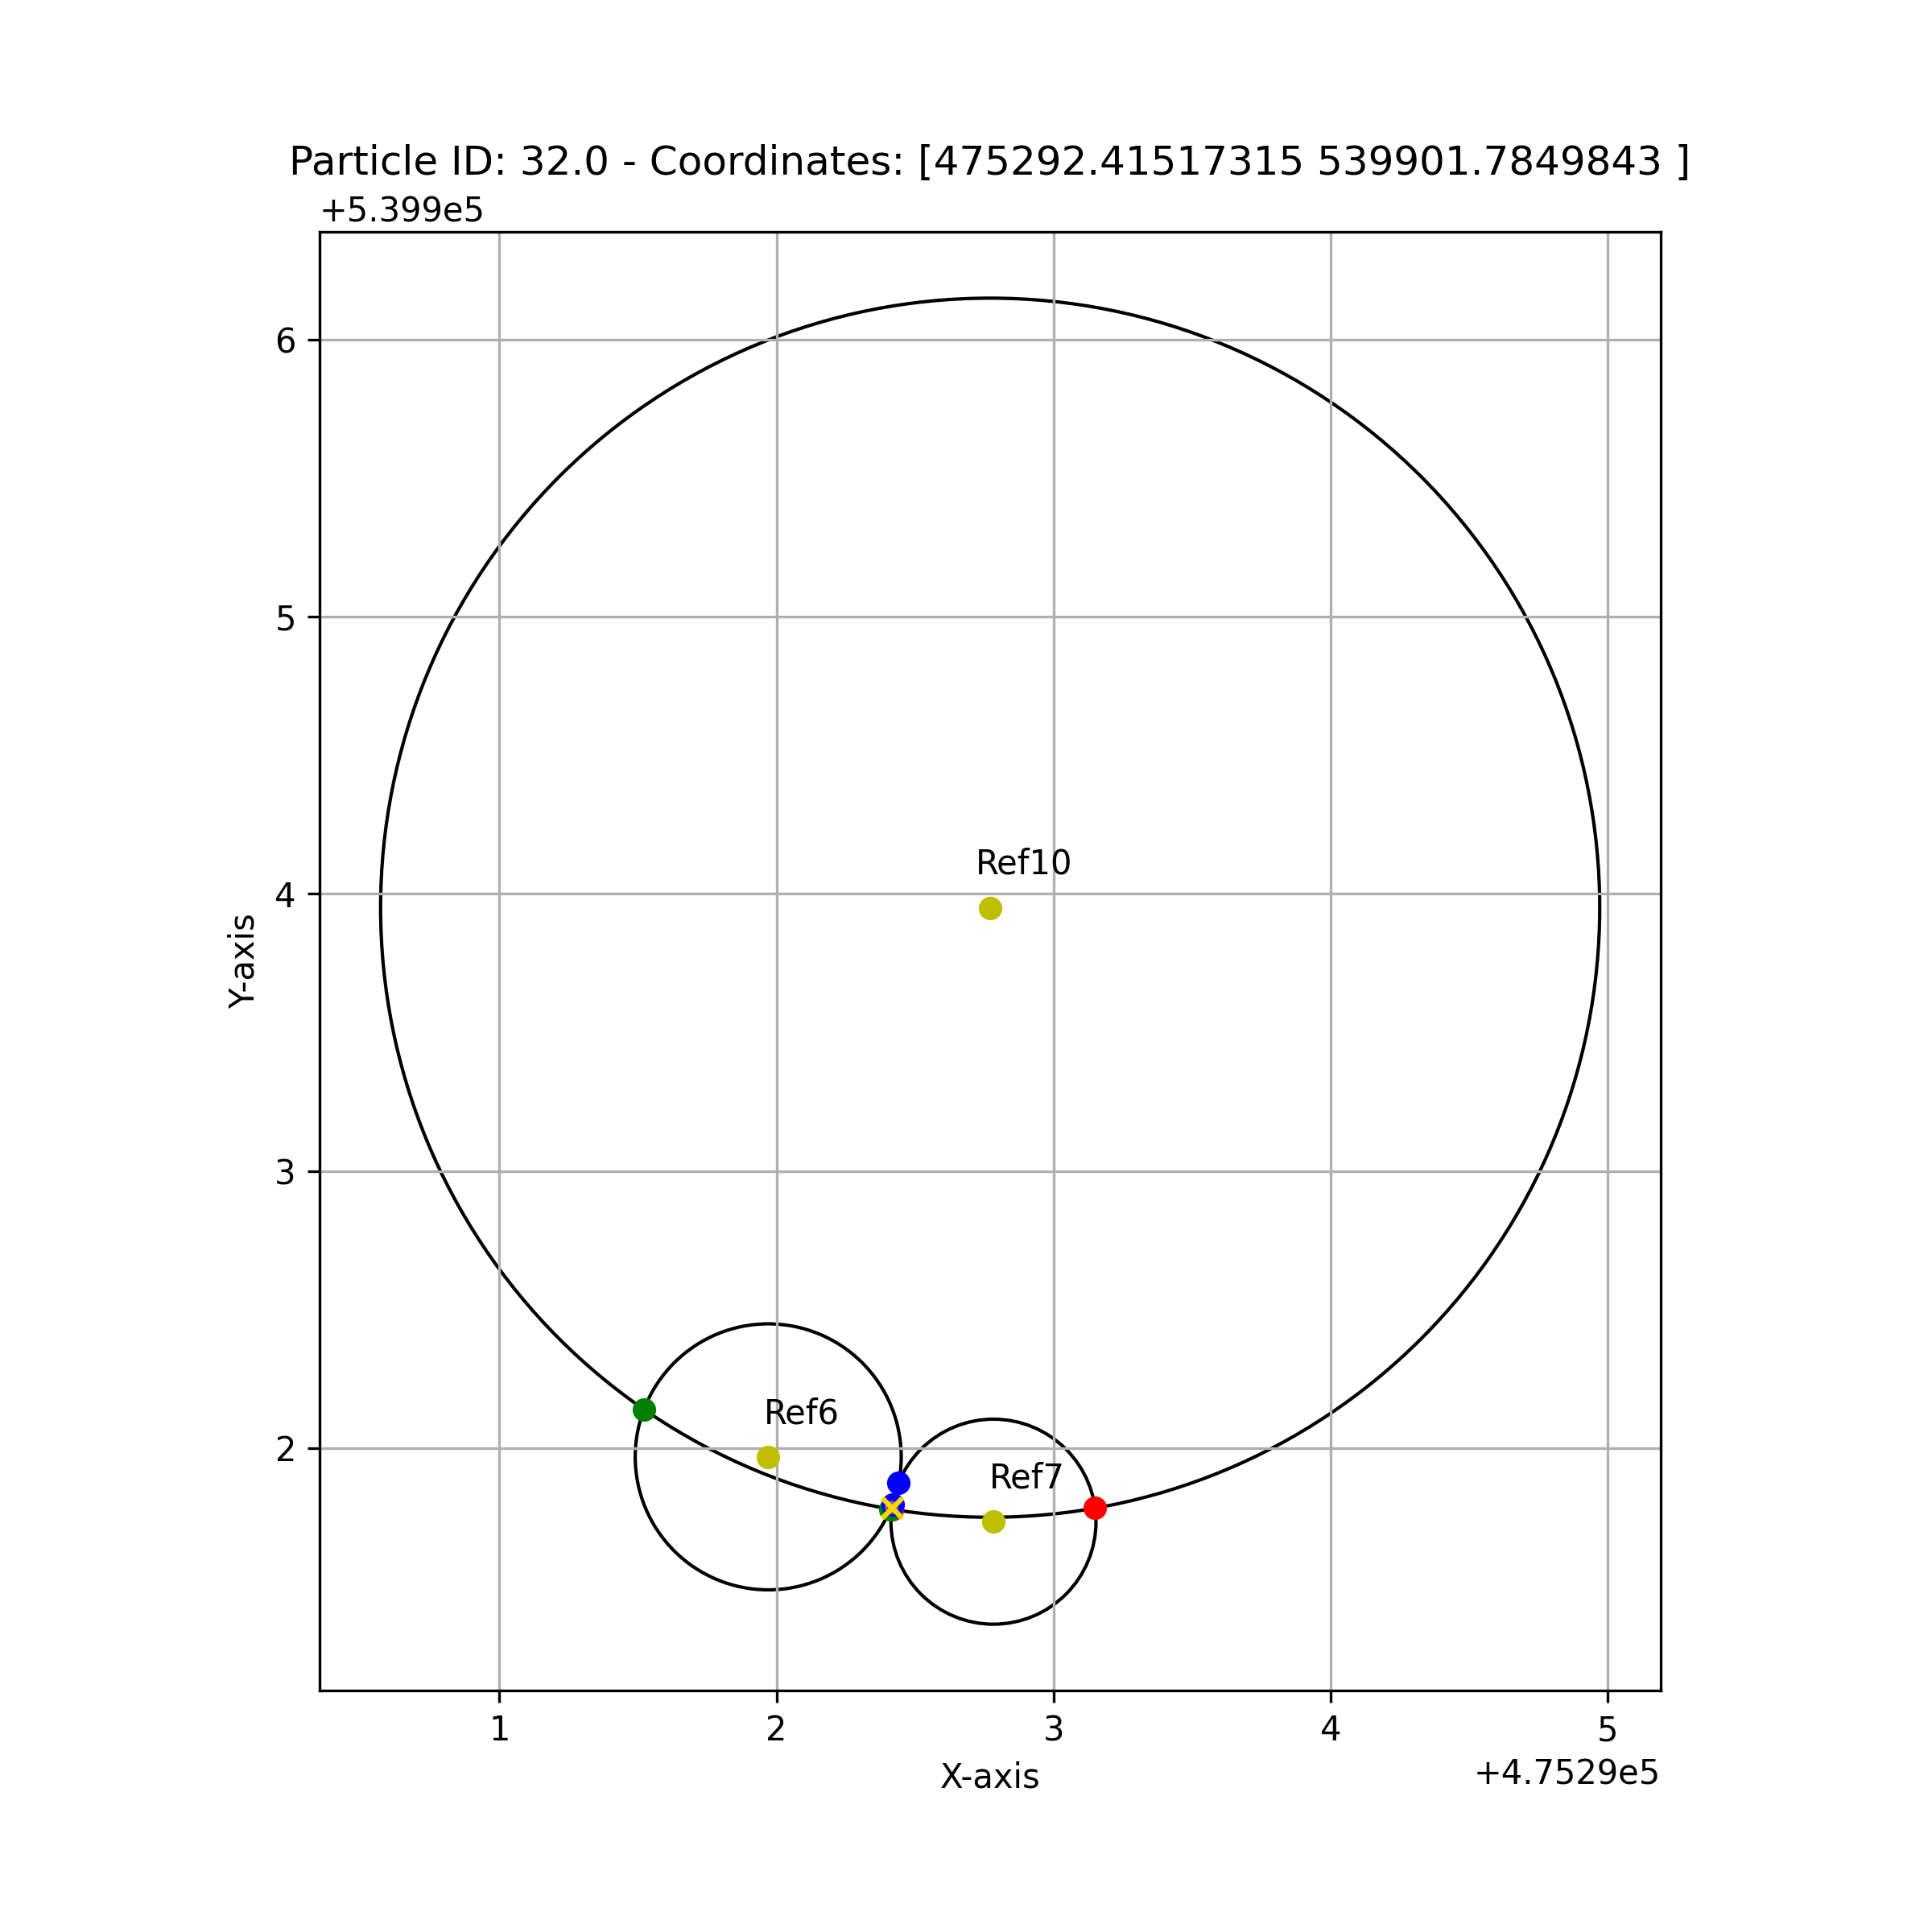 Particle ID: 32.0 - Coordinates: [475292.41517315 539901.7849843 ]
+5.399e5
6
5
Ref10
4
Y-axis
3
Ref6
2
Ref7
1 2 3 4 5
X-axis
+4.7529e5